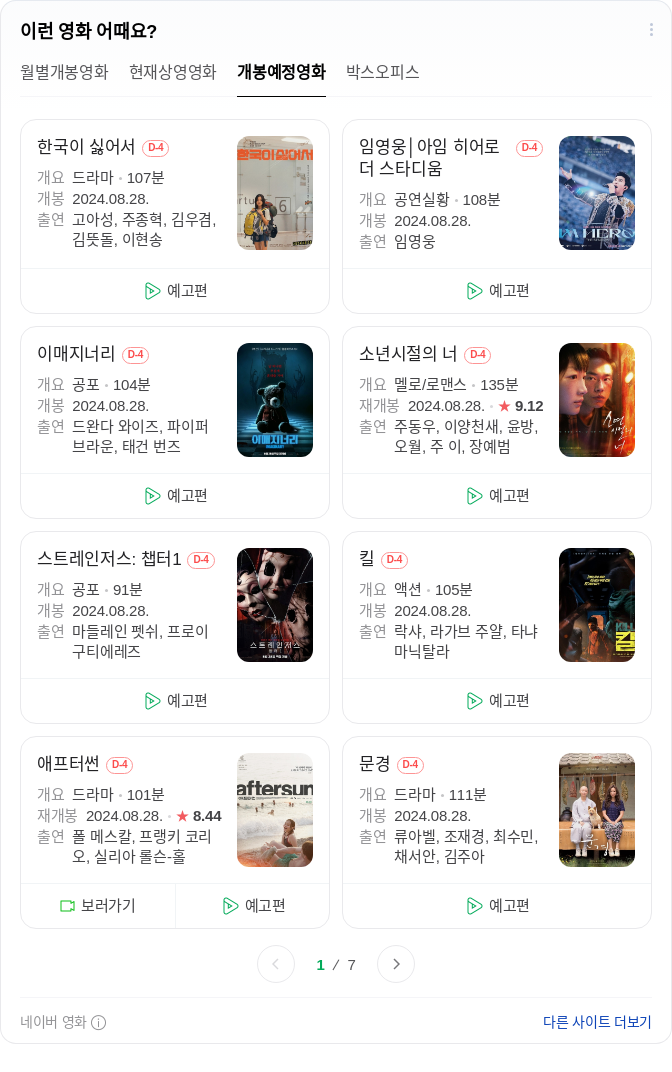 이런 영화 어때요?
월별개봉영화 현재상영영화 개봉예정영화 박스오피스
한국이 싫어서 D-4
개요 드라마 107분
개봉 2024.08.28.
출연 고아성, 주종혁, 김우겸,
김뜻돌, 이현송
한국이 싫어서
예고편
임영웅│아임 히어로 D-4
더 스타디움
개요 공연실황 108분
개봉 2024.08.28.
출연 임영웅
예고편
이매지너리 D-4
개요 공포 104분
개봉 2024.08.28.
출연 드완다 와이즈, 파이퍼
브라운, 태건 번즈
이매지너리
예고편
소년시절의 너 D-4
개요 멜로/로맨스 135분
재개봉 2024.08.28. ★ 9.12
출연 주동우, 이양천새, 윤방,
오월, 주 이, 장예범
소년
시절의
너
예고편
스트레인저스: 챕터1 D-4
개요 공포 91분
개봉 2024.08.28.
출연 마들레인 펫쉬, 프로이
구티에레즈
스트레인저스
예고편
킬 D-4
개요 액션 105분
개봉 2024.08.28.
출연 락샤, 라가브 주얄, 타냐
마닉탈라
킬
예고편
애프터썬 D-4
개요 드라마 101분
재개봉 2024.08.28. ★ 8.44
출연 폴 메스칼, 프랭키 코리
오, 실리아 롤슨-홀
aftersun
보러가기 예고편
문경 D-4
개요 드라마 111분
개봉 2024.08.28.
출연 류아벨, 조재경, 최수민,
채서안, 김주아
문경
예고편
1 / 7
네이버 영화
다른 사이트 더보기